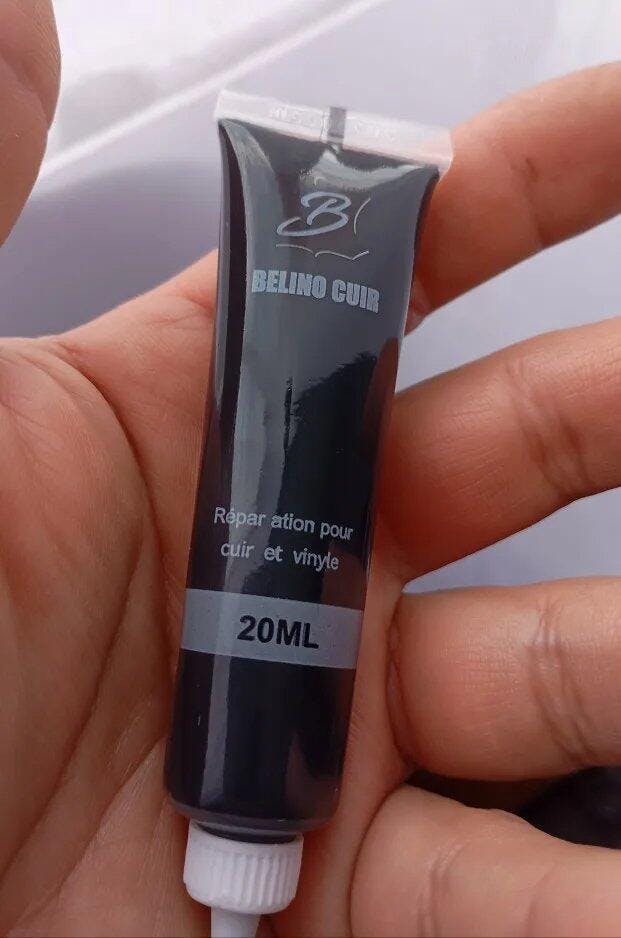 B
BELINO CUIR
Répar ation pour
cuir et vinyle
20ML